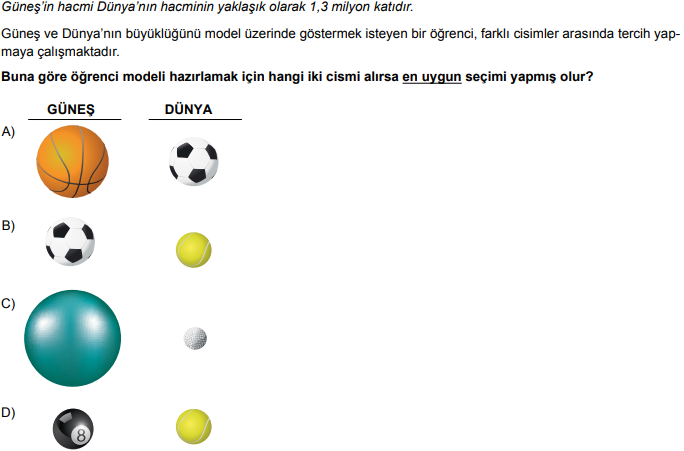 Güneş’in hacmi Dünya’nın hacminin yaklaşık olarak 1,3 milyon katıdır.
Güneş ve Dünya’nın büyüklüğünü model üzerinde göstermek isteyen bir öğrenci, farklı cisimler arasında tercih yap-
maya çalışmaktadır.
Buna göre öğrenci modeli hazırlamak için hangi iki cismi alırsa en uygun seçimi yapmış olur?
GÜNEŞ DÜNYA
A)
B)
C)
D)
8